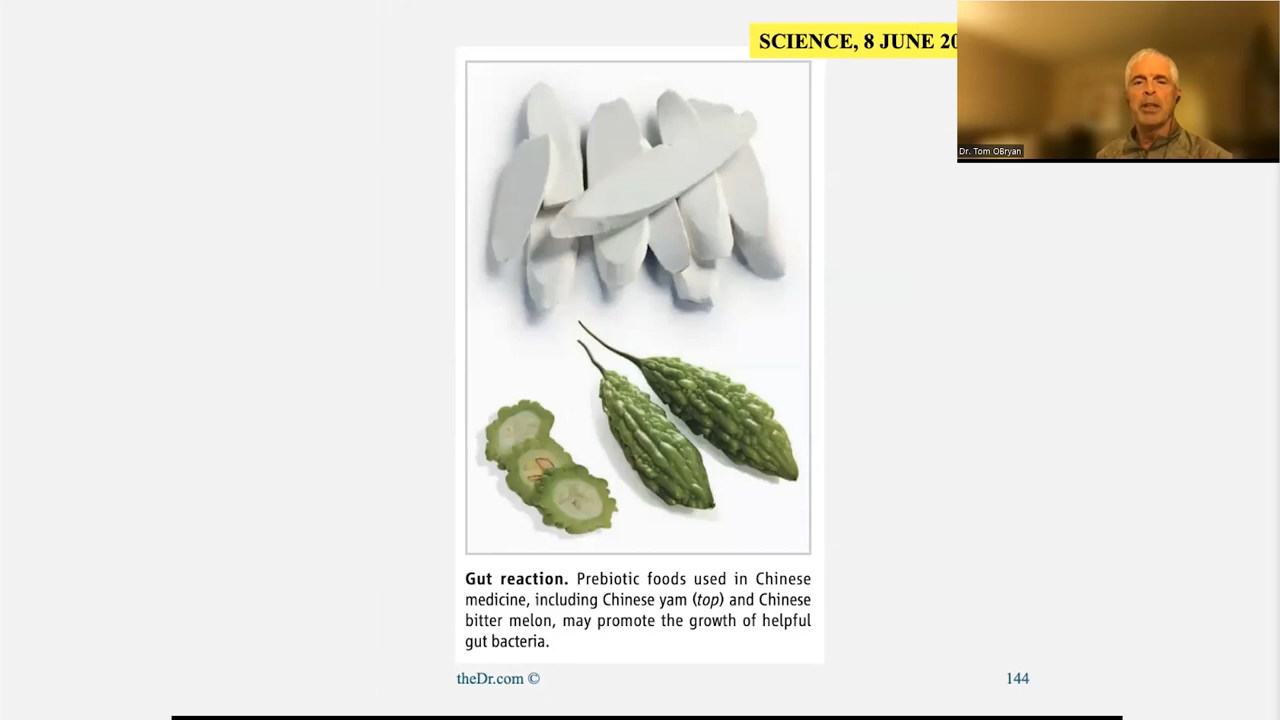 SCIENCE, 8 JUNE 20
Dr. Tom OBryan
Gut reaction. Prebiotic foods used in Chinese
medicine, including Chinese yam (top) and Chinese
bitter melon, may promote the growth of helpful
gut bacteria.
theDr.com ©
144